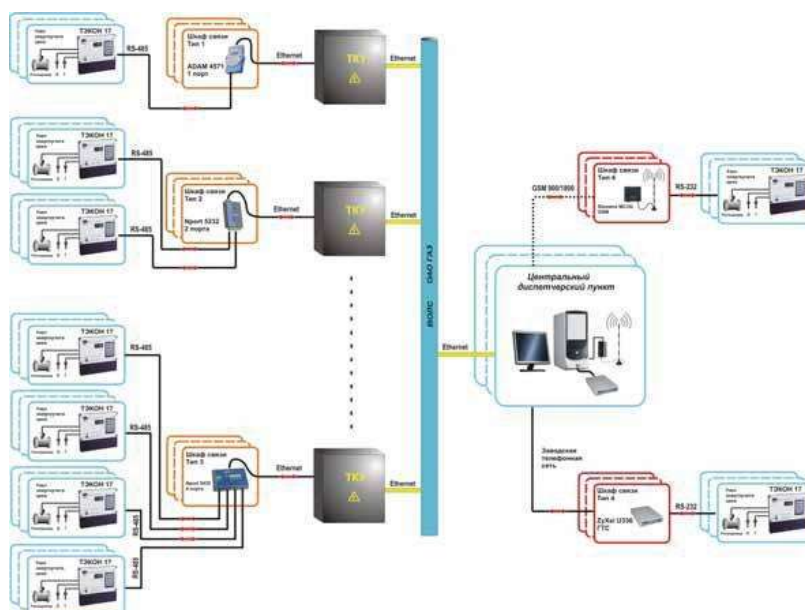 ТЭКОН 17
RS-485
Шкаф связи
Тип 1
ADAM 4571
1 порт
Ethernet
ТКУ
Ethernet
ТЭКОН 17
RS-485
ТЭКОН 17
RS-485
Шкаф связи
Тип 2
Nport 5232
2 порта
Ethernet
ТКУ
Ethernet
ТЭКОН 17
RS-485
ТЭКОН 17
RS-485
ТЭКОН 17
RS-485
ТЭКОН 17
RS-485
Шкаф связи
Тип 3
4 порта
Ethernet
ТКУ
Ethernet
ВОЛС ОАО ГАЗ
Ethernet
Центральный
диспетчерский пункт
GSM 900/1800
Шкаф связи
GSM
RS-232
ТЭКОН 17
Заводская
телефонная
сеть
Шкаф связи
Тип 4
ZyXel U336
ГТС
RS-232
ТЭКОН 17